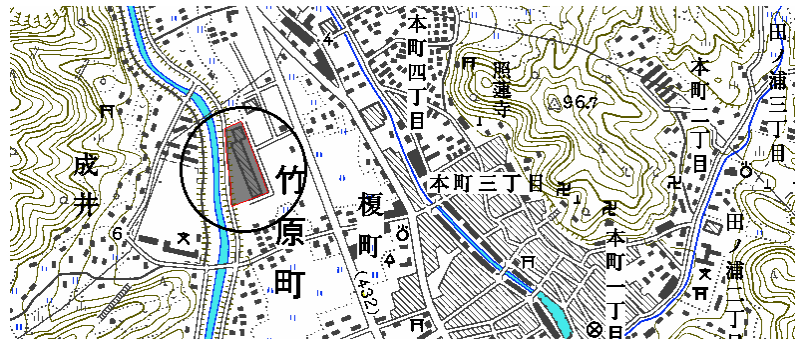 本町四丁目
照蓮寺
96.7
本町二丁目
田ノ浦三丁目
成井
竹原町
榎町
(432)
本町三丁目
本町一丁目
田ノ浦二丁目
4
6